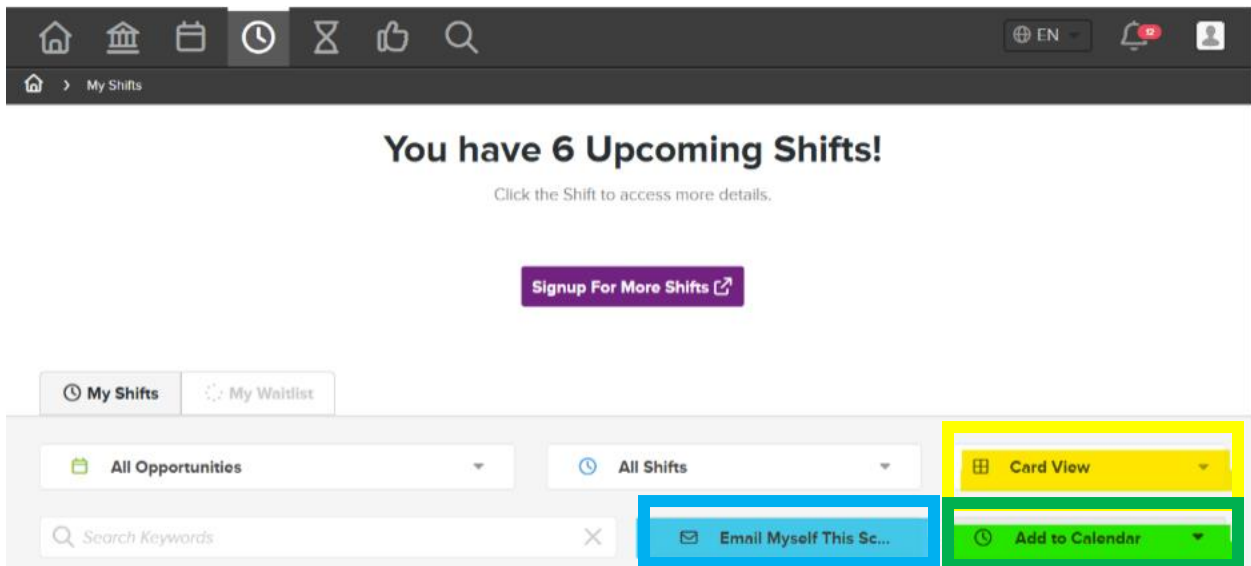 EN
12
My Shifts
You have 6 Upcoming Shifts!
Click the Shift to access more details.
Signup For More Shifts
My Shifts
My Waitlist
All Opportunities
All Shifts
Card View
Search Keywords
Email Myself This Sc...
Add to Calendar